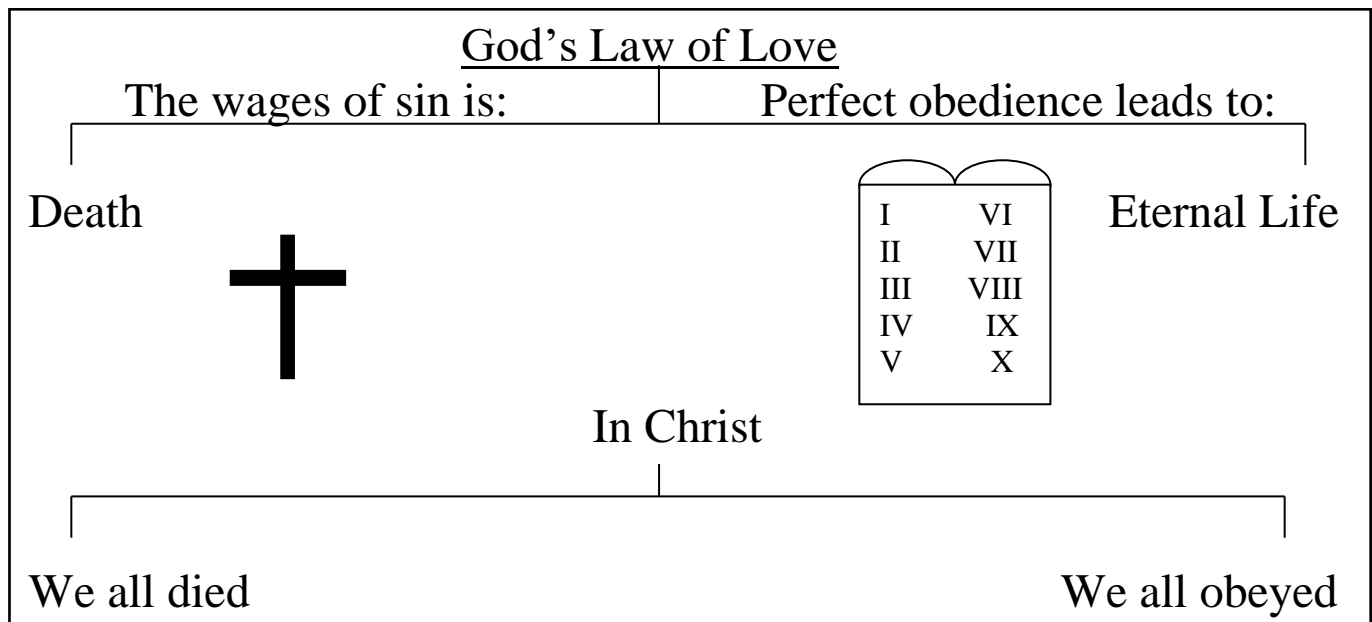 God’s Law of Love
The wages of sin is: Perfect obedience leads to:
Death Eternal Life
I VI
II VII
III VIII
IV IX
V X
In Christ
We all died We all obeyed